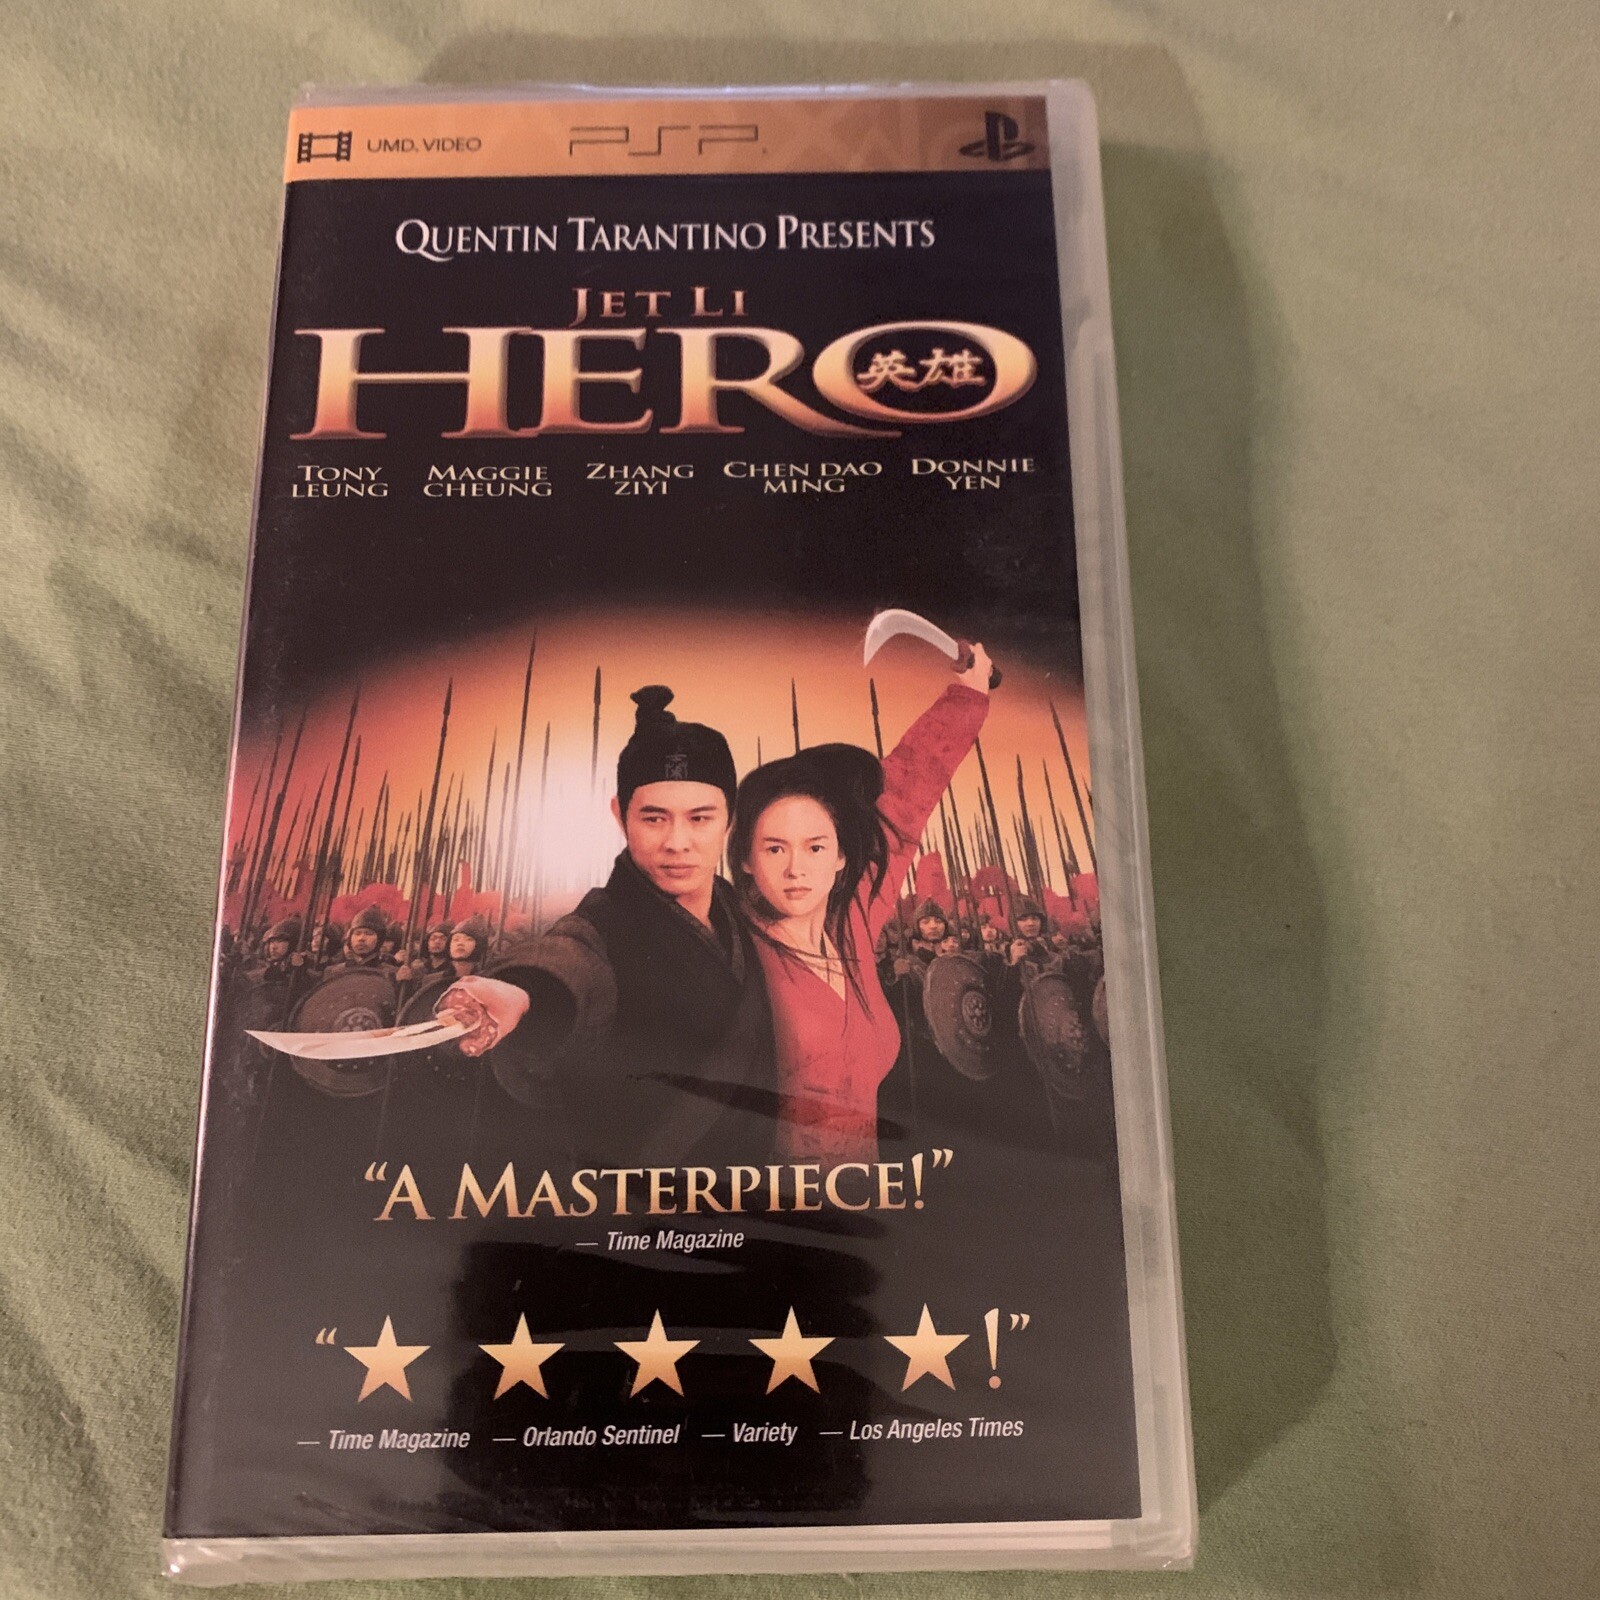 UMD. VIDEO PSP.
QUENTIN TARANTINO PRESENTS
JET LI
HERO
英雄
TONY LEUNG
MAGGIE CHEUNG
ZHANG ZIYI
CHEN DAO MING
DONNIE YEN
“A MASTERPIECE!”
— Time Magazine
“★ ★ ★ ★ ★!”
— Time Magazine — Orlando Sentinel — Variety — Los Angeles Times